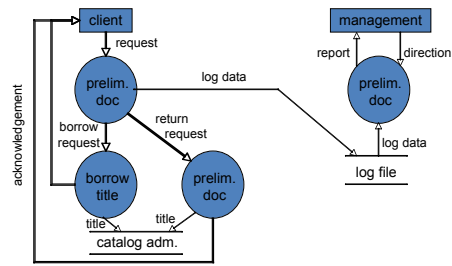 client
management
request
report
direction
prelim.
doc
log data
prelim.
doc
acknowledgement
borrow
request
return
request
log data
borrow
title
prelim.
doc
log file
title
title
catalog adm.